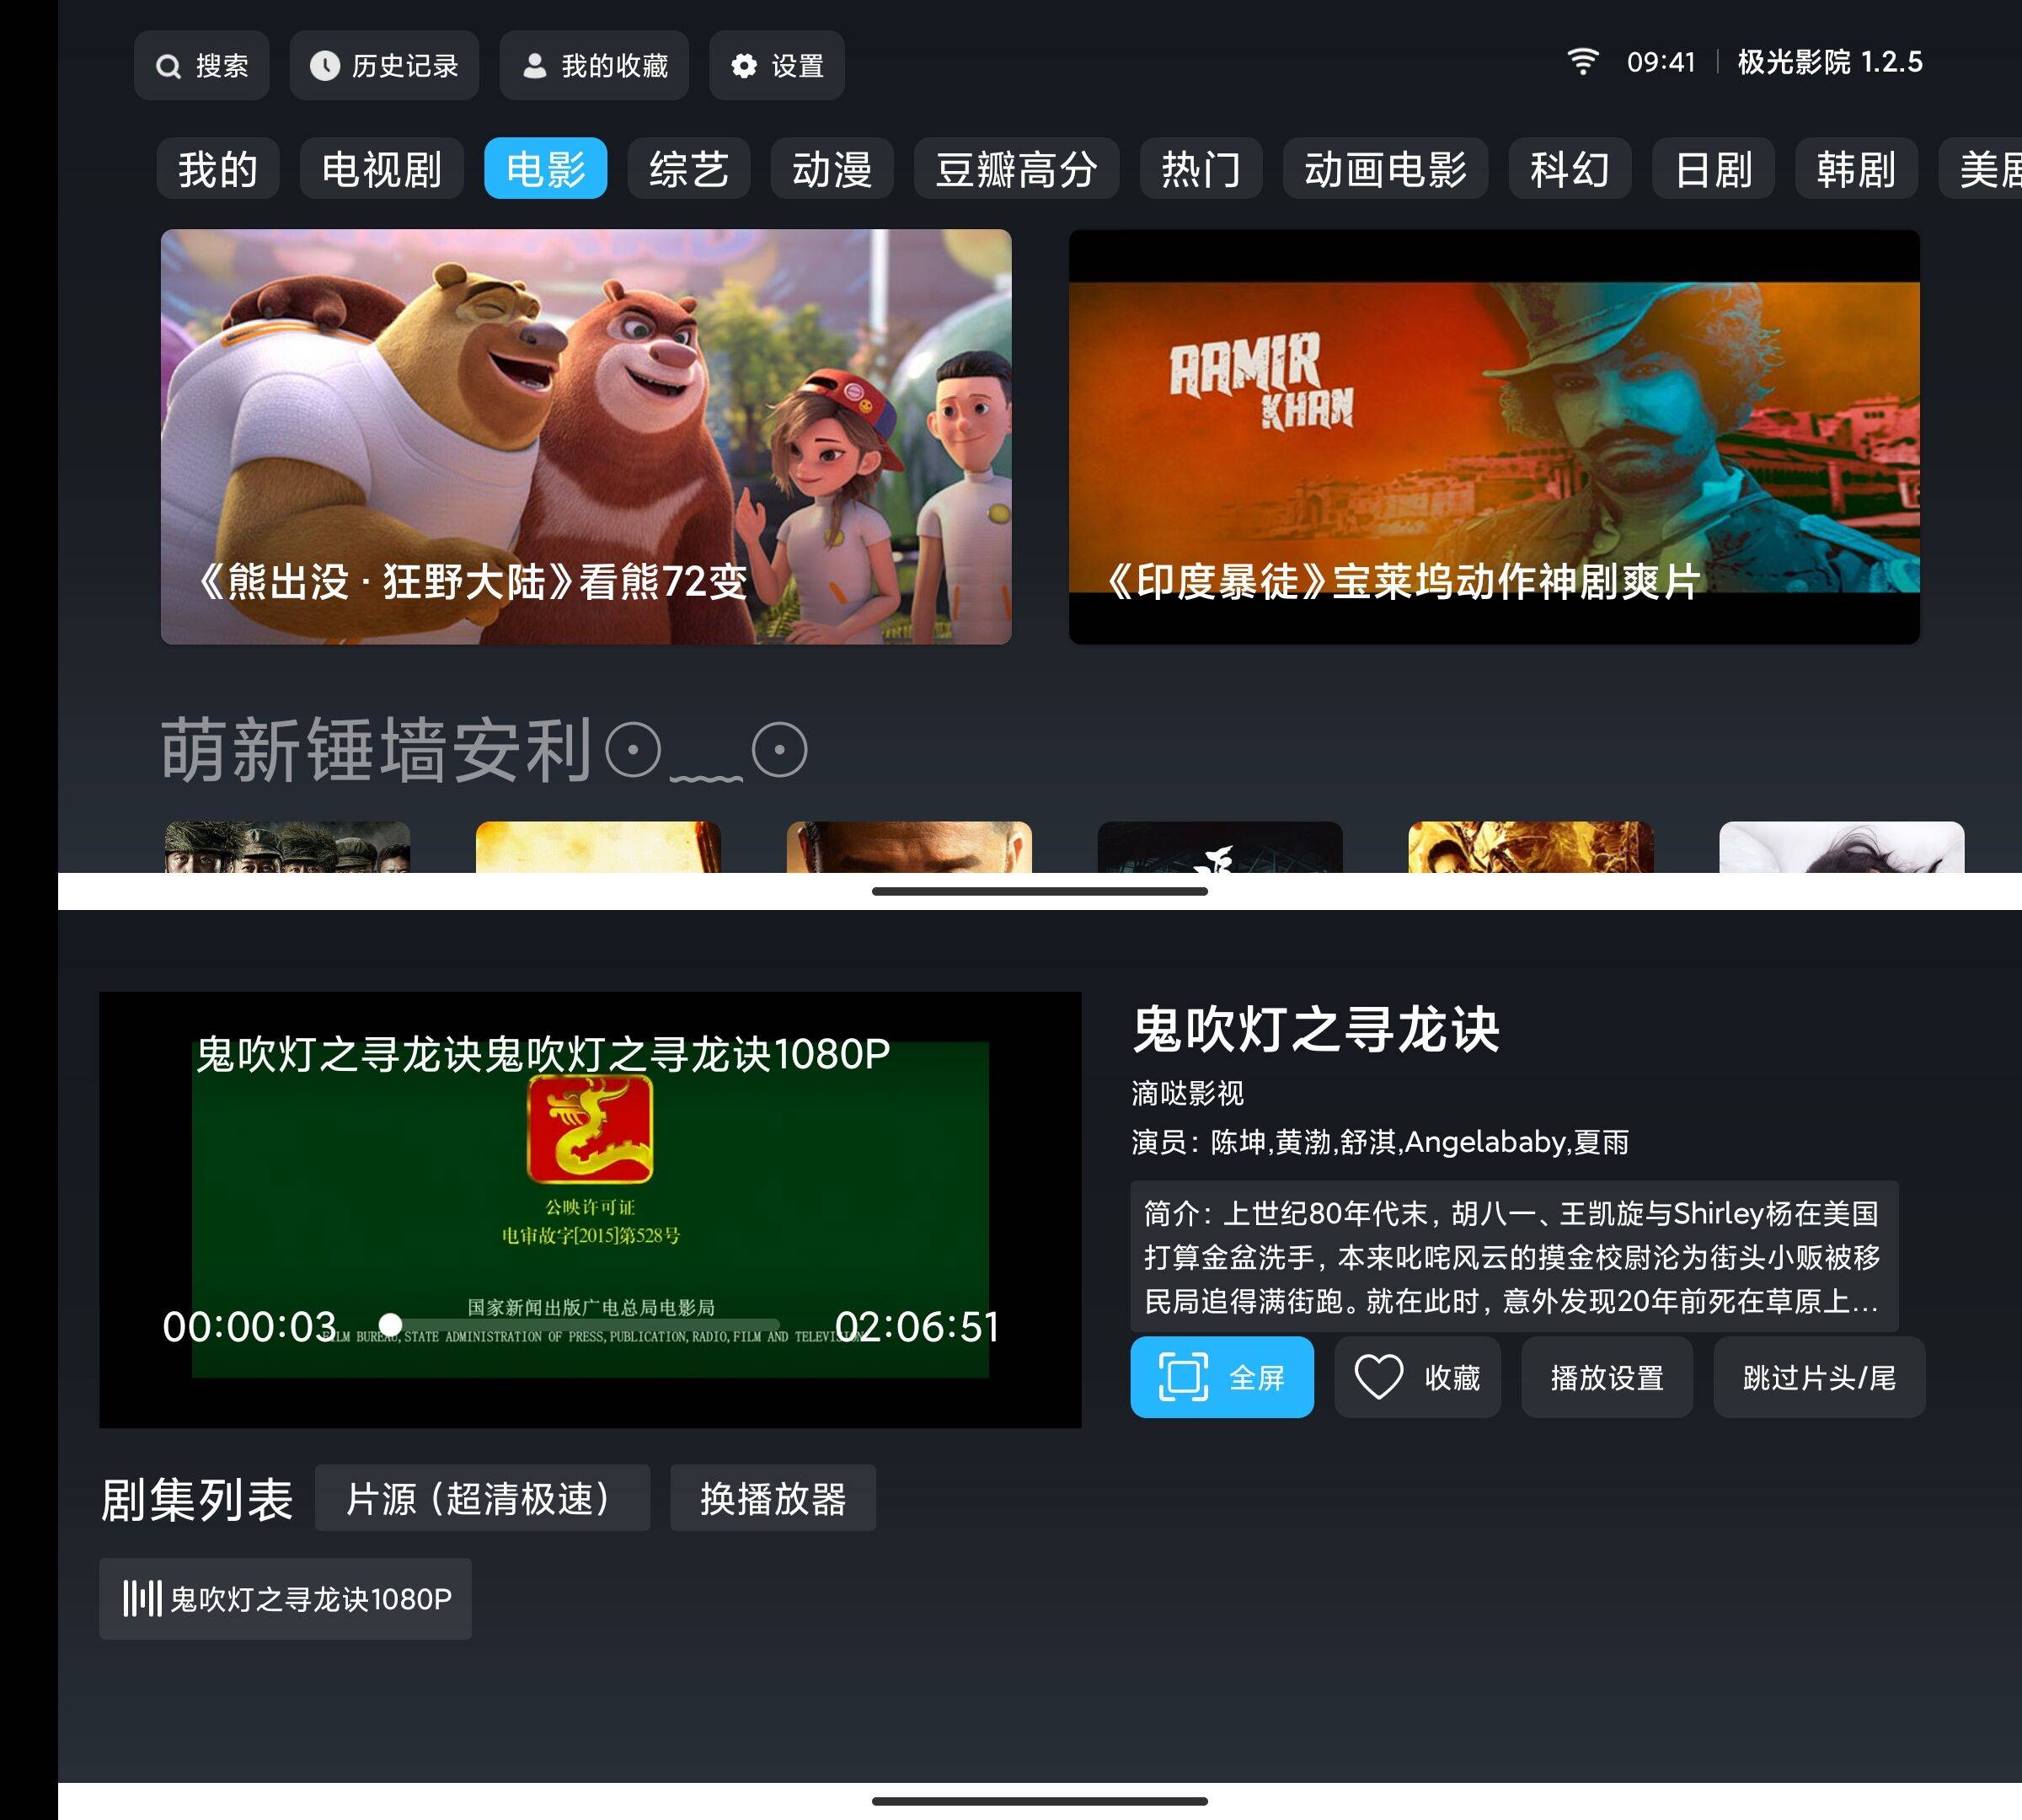 搜索
历史记录
我的收藏
设置
09:41
极光影院 1.2.5
我的
电视剧
电影
综艺
动漫
豆瓣高分
热门
动画电影
科幻
日剧
韩剧
美剧
AAMIR
KHAN
《熊出没 · 狂野大陆》看熊72变
《印度暴徒》宝莱坞动作神剧爽片
萌新锤墙安利⊙﹏⊙
鬼吹灯之寻龙诀鬼吹灯之寻龙诀1080P
公映许可证
电审故字[2015]第528号
国家新闻出版广电总局电影局
FILM BUREAU,STATE ADMINISTRATION OF PRESS,PUBLICATION,RADIO,FILM AND TELEVISION
00:00:03
02:06:51
鬼吹灯之寻龙诀
滴哒影视
演员：陈坤,黄渤,舒淇,Angelababy,夏雨
简介：上世纪80年代末，胡八一、王凯旋与Shirley杨在美国
打算金盆洗手，本来叱咤风云的摸金校尉沦为街头小贩被移
民局追得满街跑。就在此时，意外发现20年前死在草原上...
全屏
收藏
播放设置
跳过片头/尾
剧集列表
片源（超清极速）
换播放器
鬼吹灯之寻龙诀1080P